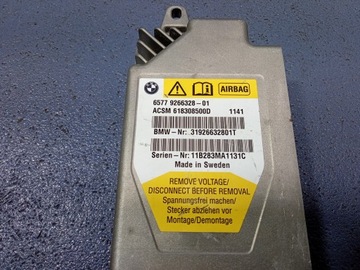 BMW AIRBAG
6577 9266328-01
ACSM 618308500D 1141
BMW-Nr: 31926632801T
Serien-Nr: 11B283MA1131C
Made in Sweden
REMOVE VOLTAGE/
DISCONNECT BEFORE REMOVAL
Spannungsfrei machen/
Stecker abziehen vor
Montage/Demontage